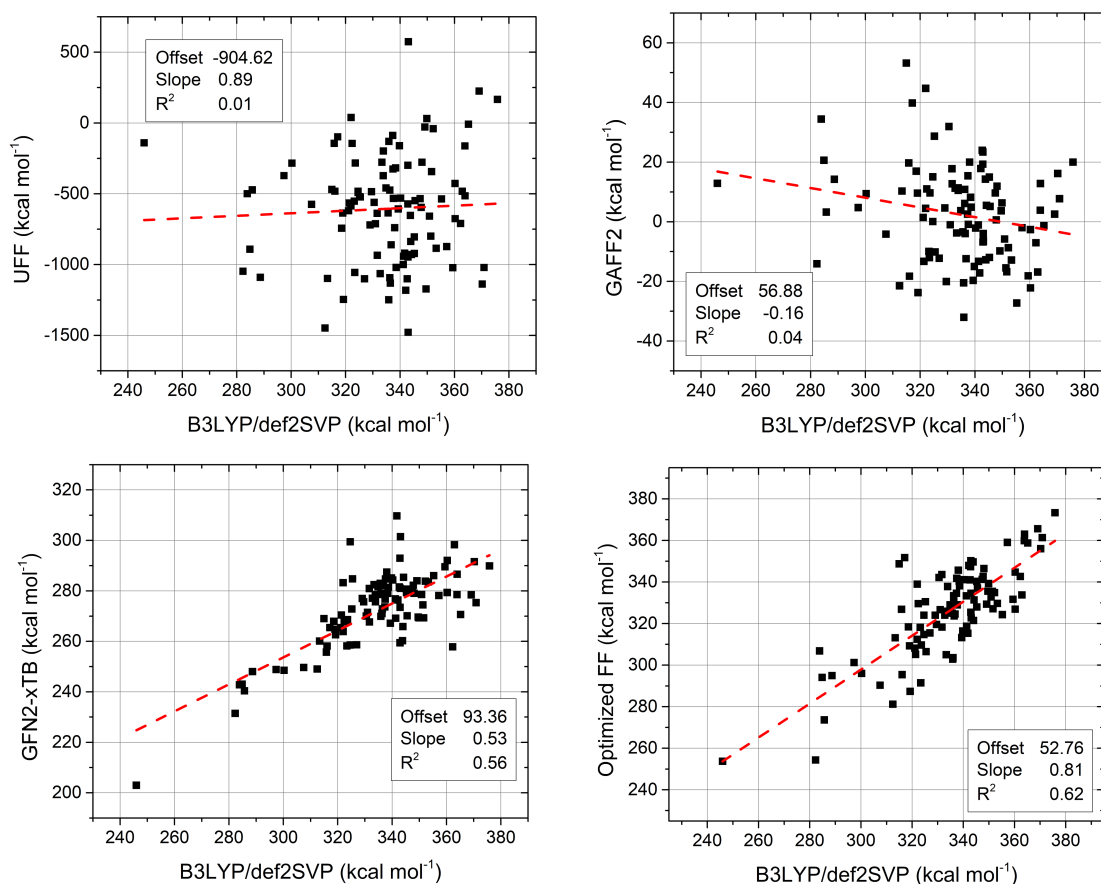 500
0
-500
-1000
-1500
UFF (kcal mol⁻¹)
Offset -904.62
Slope 0.89
R² 0.01
240 260 280 300 320 340 360 380
B3LYP/def2SVP (kcal mol⁻¹)
60
40
20
0
-20
-40
GAFF2 (kcal mol⁻¹)
Offset 56.88
Slope -0.16
R² 0.04
240 260 280 300 320 340 360 380
B3LYP/def2SVP (kcal mol⁻¹)
320
300
280
260
240
220
200
GFN2-xTB (kcal mol⁻¹)
Offset 93.36
Slope 0.53
R² 0.56
240 260 280 300 320 340 360 380
B3LYP/def2SVP (kcal mol⁻¹)
380
360
340
320
300
280
260
240
Optimized FF (kcal mol⁻¹)
Offset 52.76
Slope 0.81
R² 0.62
240 260 280 300 320 340 360 380
B3LYP/def2SVP (kcal mol⁻¹)